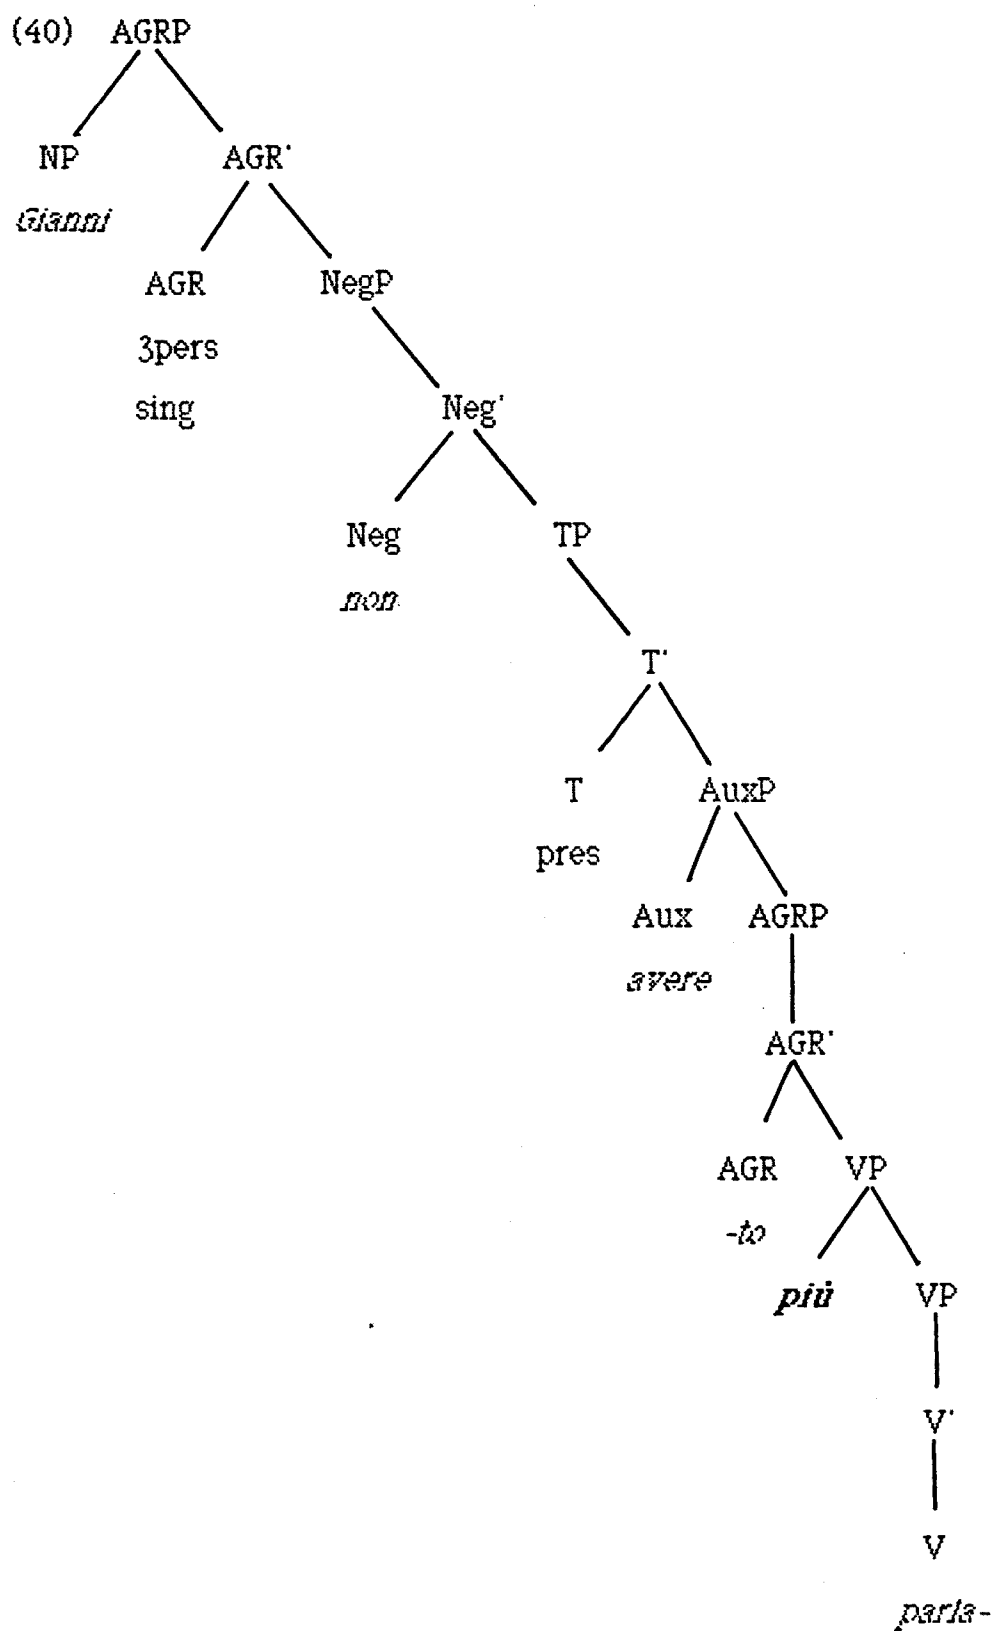 (40) AGRP
NP AGR'
Gianni
AGR NegP
3pers
sing Neg'
Neg TP
non
T'
T AuxP
pres
Aux AGRP
avere
AGR'
AGR VP
-to
più VP
V'
V
parla-